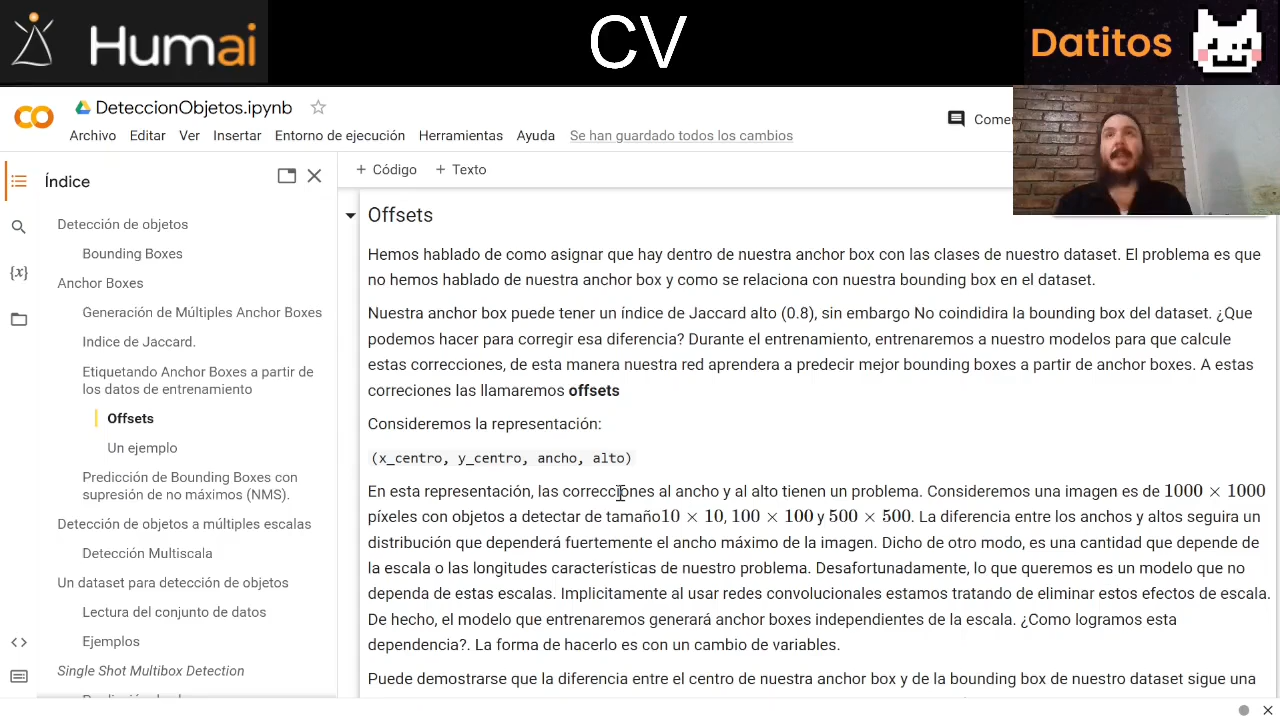 Humai
CV
Datitos
DeteccionObjetos.ipynb
Archivo Editar Ver Insertar Entorno de ejecución Herramientas Ayuda Se han guardado todos los cambios
Índice
Detección de objetos
Bounding Boxes
Anchor Boxes
Generación de Múltiples Anchor Boxes
Indice de Jaccard.
Etiquetando Anchor Boxes a partir de
los datos de entrenamiento
Offsets
Un ejemplo
Predicción de Bounding Boxes con
supresión de no máximos (NMS).
Detección de objetos a múltiples escalas
Detección Multiscala
Un dataset para detección de objetos
Lectura del conjunto de datos
Ejemplos
Single Shot Multibox Detection
+ Código + Texto
Offsets
Hemos hablado de como asignar que hay dentro de nuestra anchor box con las clases de nuestro dataset. El problema es que
no hemos hablado de nuestra anchor box y como se relaciona con nuestra bounding box en el dataset.
Nuestra anchor box puede tener un índice de Jaccard alto (0.8), sin embargo No coindidira la bounding box del dataset. ¿Que
podemos hacer para corregir esa diferencia? Durante el entrenamiento, entrenaremos a nuestro modelos para que calcule
estas correcciones, de esta manera nuestra red aprendera a predecir mejor bounding boxes a partir de anchor boxes. A estas
correciones las llamaremos offsets
Consideremos la representación:
(x_centro, y_centro, ancho, alto)
En esta representación, las correcciones al ancho y al alto tienen un problema. Consideremos una imagen es de 1000 × 1000
píxeles con objetos a detectar de tamaño10 × 10, 100 × 100 y 500 × 500. La diferencia entre los anchos y altos seguira un
distribución que dependerá fuertemente el ancho máximo de la imagen. Dicho de otro modo, es una cantidad que depende de
la escala o las longitudes características de nuestro problema. Desafortunadamente, lo que queremos es un modelo que no
dependa de estas escalas. Implicitamente al usar redes convolucionales estamos tratando de eliminar estos efectos de escala.
De hecho, el modelo que entrenaremos generará anchor boxes independientes de la escala. ¿Como logramos esta
dependencia?. La forma de hacerlo es con un cambio de variables.
Puede demostrarse que la diferencia entre el centro de nuestra anchor box y de la bounding box de nuestro dataset sigue una